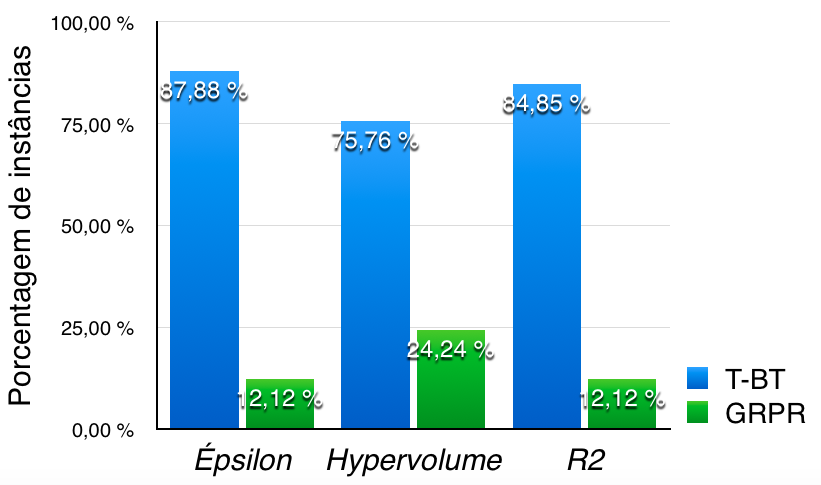 100,00 %
75,00 %
50,00 %
25,00 %
0,00 %
Porcentagem de instâncias
87,88 %
12,12 %
75,76 %
24,24 %
84,85 %
12,12 %
Épsilon
Hypervolume
R2
T-BT
GRPR